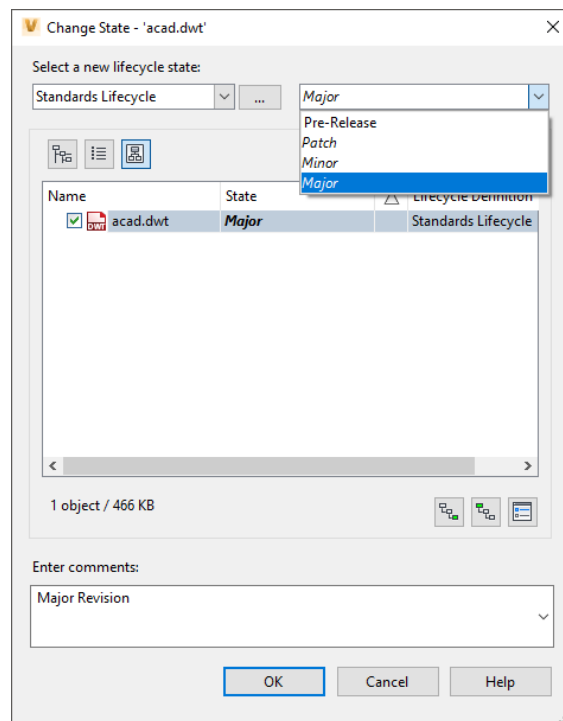 Change State - 'acad.dwt'
Select a new lifecycle state:
Standards Lifecycle ... Major
Pre-Release
Patch
Minor
Major
Name State Lifecycle Definition
DWT acad.dwt Major Standards Lifecycle
1 object / 466 KB
Enter comments:
Major Revision
OK Cancel Help